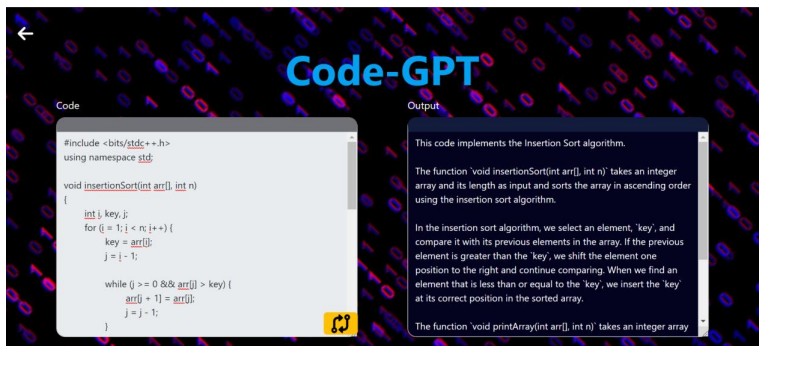 Code-GPT
Code
#include <bits/stdc++.h>
using namespace std;
void insertionSort(int arr[], int n)
{
int i, key, j;
for (i = 1; i < n; i++) {
key = arr[i];
j = i - 1;
while (j >= 0 && arr[j] > key) {
arr[j + 1] = arr[j];
j = j - 1;
}
Output
This code implements the Insertion Sort algorithm.
The function `void insertionSort(int arr[], int n)` takes an integer
array and its length as input and sorts the array in ascending order
using the insertion sort algorithm.
In the insertion sort algorithm, we select an element, `key`, and
compare it with its previous elements in the array. If the previous
element is greater than the `key`, we shift the element one
position to the right and continue comparing. When we find an
element that is less than or equal to the `key`, we insert the `key`
at its correct position in the sorted array.
The function `void printArray(int arr[], int n)` takes an integer array